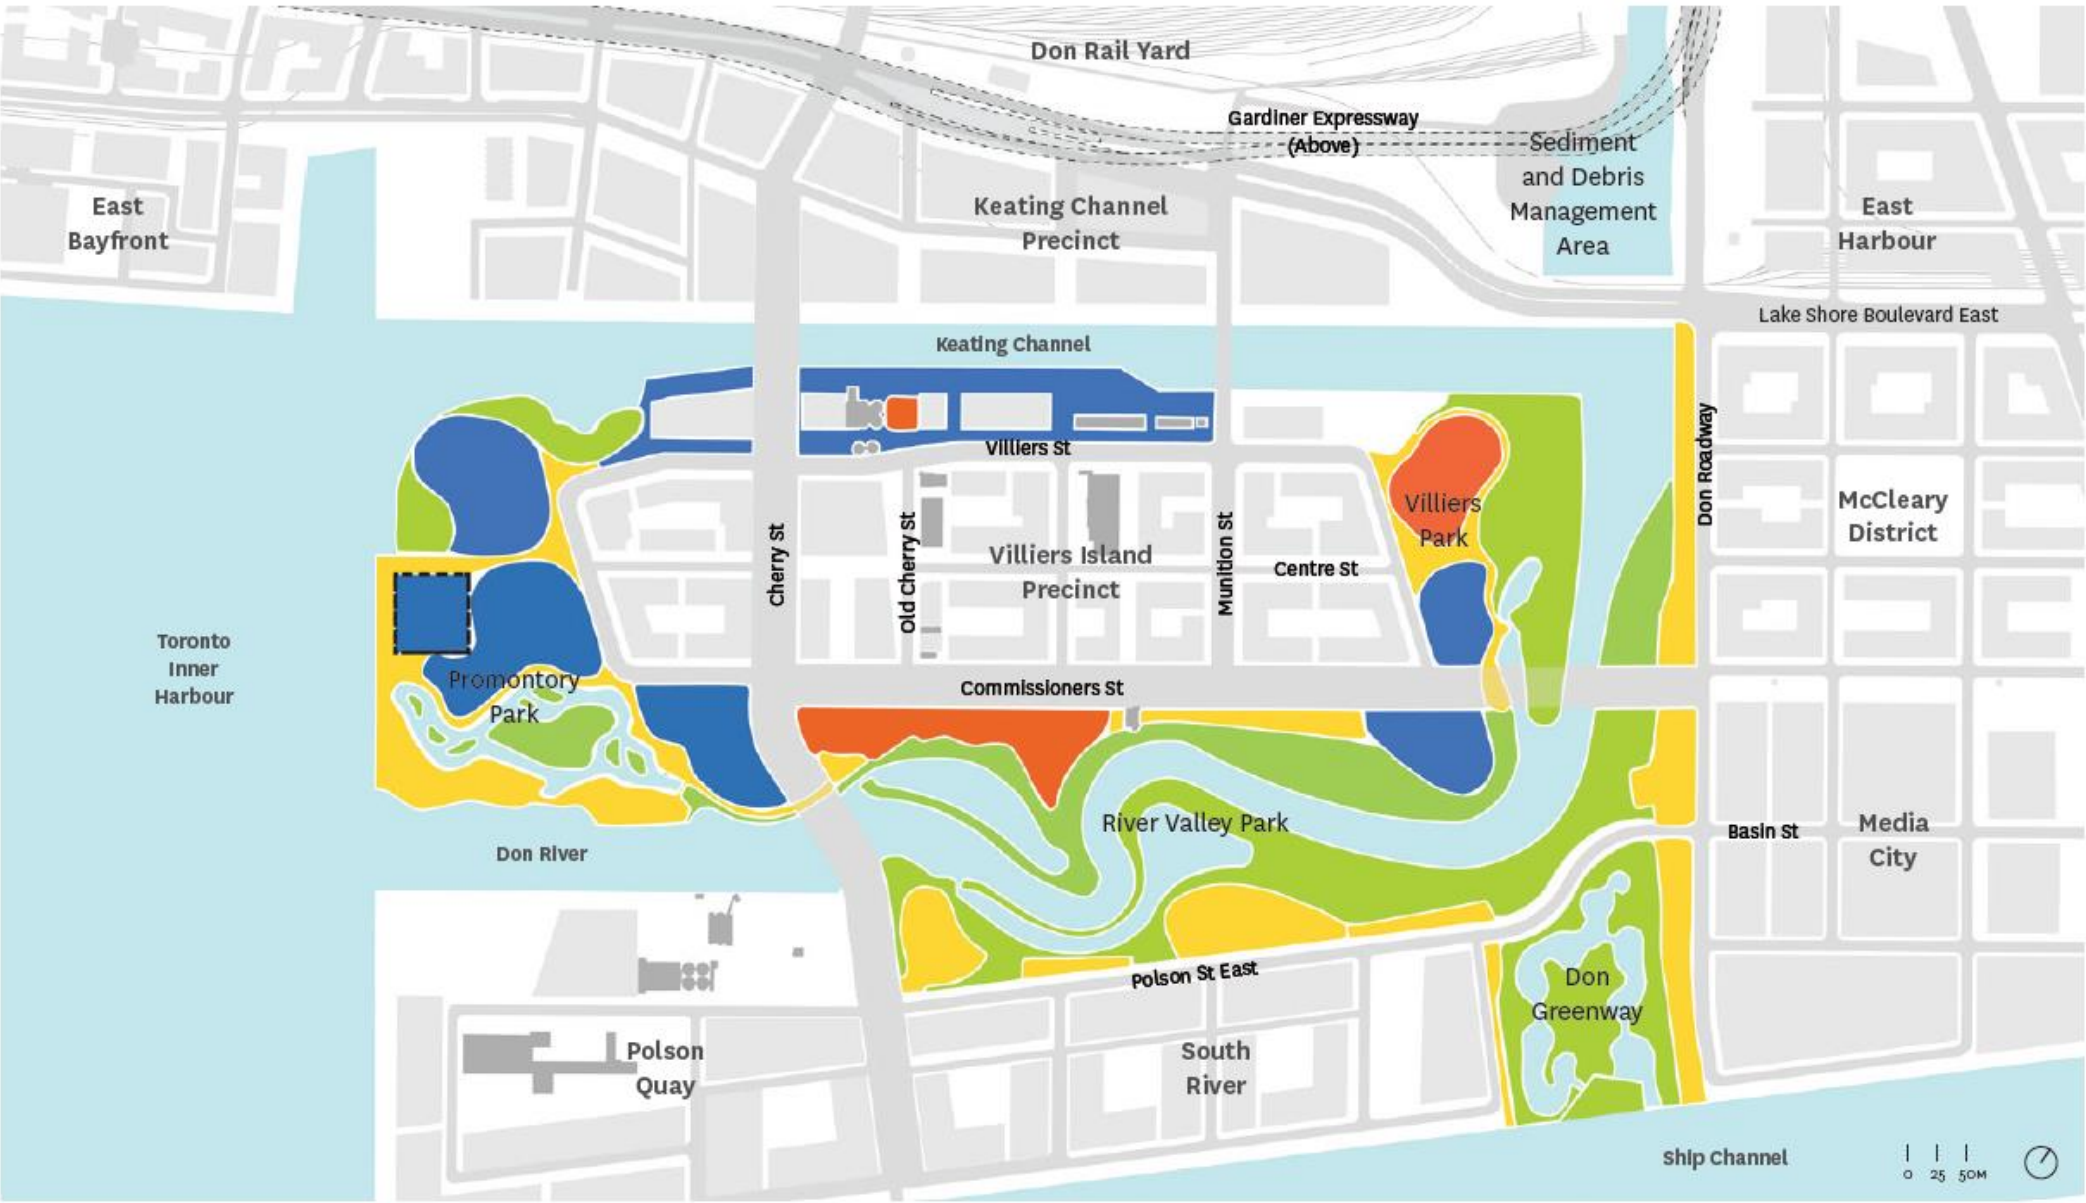 Don Rail Yard
Gardiner Expressway
(Above)
Sediment
and Debris
Management
Area
East
Bayfront
Keating Channel
Precinct
East
Harbour
Lake Shore Boulevard East
Keating Channel
Villiers St
Don Roadway
Villiers
Park
McCleary
District
Cherry St
Old cherry St
Villiers Island
Precinct
Munition St
Centre St
Toronto
Inner
Harbour
Promontory
Park
Commissioners St
River Valley Park
Basin St
Media
City
Don River
Polson St East
Don
Greenway
Polson
Quay
South
River
Ship Channel
0 25 50M